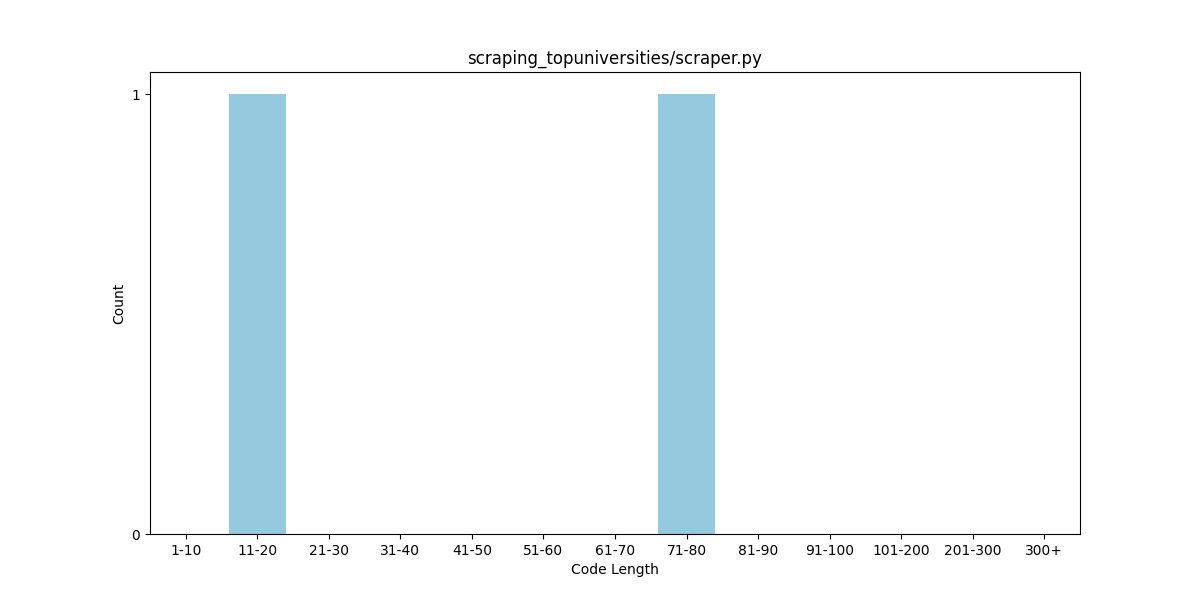 scraping_topuniversities/scraper.py
1
Count
0
1-10 11-20 21-30 31-40 41-50 51-60 61-70 71-80 81-90 91-100 101-200 201-300 300+
Code Length